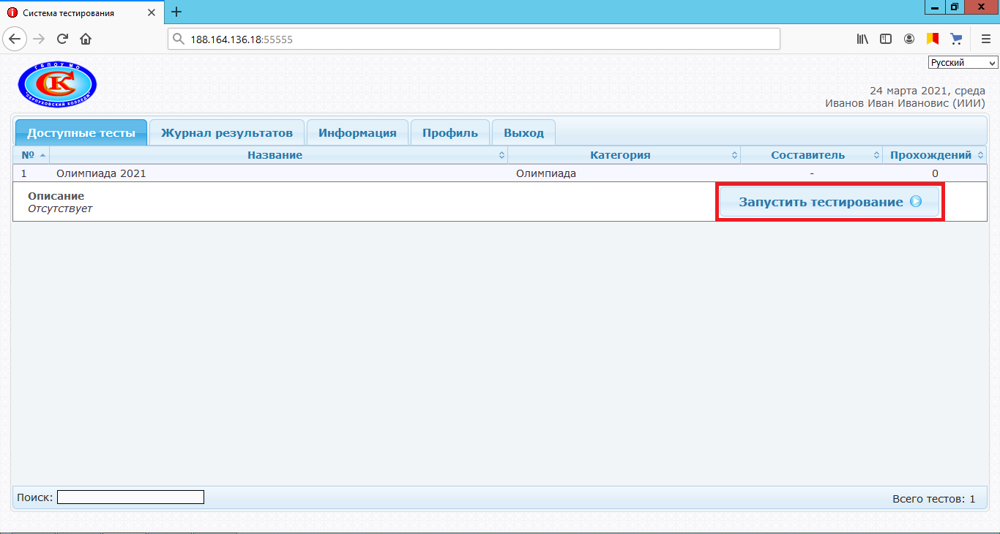 Система тестирования
188.164.136.18:55555
ГБПОУ МО
СК
"СЕРПУХОВСКИЙ КОЛЛЕДЖ"
Русский
24 марта 2021, среда
Иванов Иван Ивановис (ИИИ)
Доступные тесты Журнал результатов Информация Профиль Выход
№ Название Категория Составитель Прохождений
1 Олимпиада 2021 Олимпиада - 0
Описание
Отсутствует
Запустить тестирование
Поиск:
Всего тестов: 1